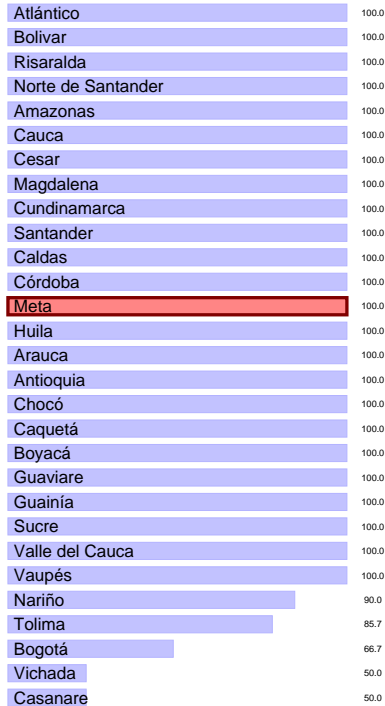 Atlántico 100.0
Bolivar 100.0
Risaralda 100.0
Norte de Santander 100.0
Amazonas 100.0
Cauca 100.0
Cesar 100.0
Magdalena 100.0
Cundinamarca 100.0
Santander 100.0
Caldas 100.0
Córdoba 100.0
Meta 100.0
Huila 100.0
Arauca 100.0
Antioquia 100.0
Chocó 100.0
Caquetá 100.0
Boyacá 100.0
Guaviare 100.0
Guainía 100.0
Sucre 100.0
Valle del Cauca 100.0
Vaupés 100.0
Nariño 90.0
Tolima 85.7
Bogotá 66.7
Vichada 50.0
Casanare 50.0